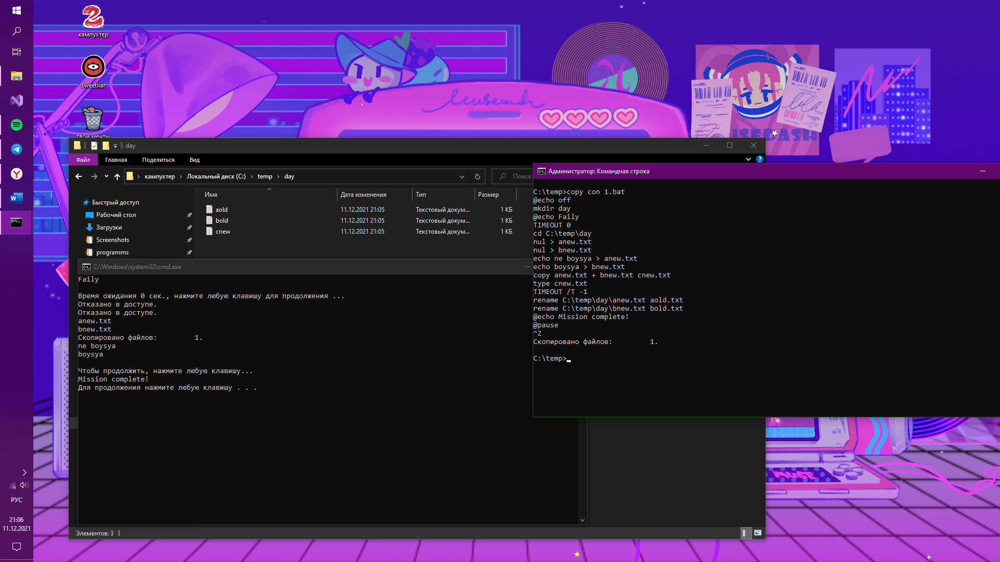 кампухтер
sweetliar
твои мечты
Musedash
ISEDASH
day
Файл
Главная
Поделиться
Вид
кампухтер
Локальный диск (C:)
temp
day
Поиск:
Имя
Дата изменения
Тип
Размер
Быстрый доступ
Рабочий стол
Загрузки
Screenshots
programms
aold
11.12.2021 21:05
Текстовый докум...
1 КБ
bold
11.12.2021 21:05
Текстовый докум...
1 КБ
cnew
11.12.2021 21:05
Текстовый докум...
1 КБ
C:\Windows\system32\cmd.exe
Faily
Время ожидания 0 сек., нажмите любую клавишу для продолжения ...
Отказано в доступе.
Отказано в доступе.
anew.txt
bnew.txt
Скопировано файлов:         1.
ne boysya
boysya
Чтобы продолжить, нажмите любую клавишу...
Mission complete!
Для продолжения нажмите любую клавишу . . .
Администратор: Командная строка
C:\temp>copy con 1.bat
@echo off
mkdir day
@echo Faily
TIMEOUT 0
cd C:\temp\day
nul > anew.txt
nul > bnew.txt
echo ne boysya > anew.txt
echo boysya > bnew.txt
copy anew.txt + bnew.txt cnew.txt
type cnew.txt
TIMEOUT /T -1
rename C:\temp\day\anew.txt aold.txt
rename C:\temp\day\bnew.txt bold.txt
@echo Mission complete!
@pause
^Z
Скопировано файлов:         1.
C:\temp>
MUSE
Элементов: 3
РУС
21:06
11.12.2021